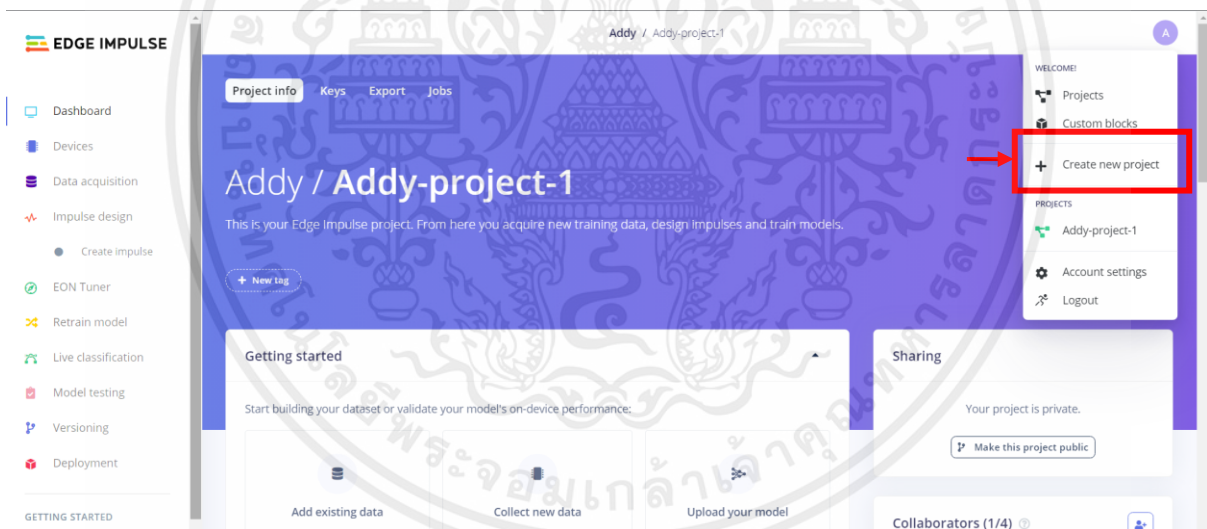 EDGE IMPULSE
Addy / Addy-project-1
A
Dashboard
Devices
Data acquisition
Impulse design
Create impulse
EON Tuner
Retrain model
Live classification
Model testing
Versioning
Deployment
GETTING STARTED
Project info Keys Export Jobs
Addy / Addy-project-1
This is your Edge Impulse project. From here you acquire new training data, design impulses and train models.
+ New tag
WELCOME!
Projects
Custom blocks
+ Create new project
PROJECTS
Addy-project-1
Account settings
Logout
Getting started
Start building your dataset or validate your model's on-device performance:
Add existing data
Collect new data
Upload your model
Sharing
Your project is private.
Make this project public
Collaborators (1/4)